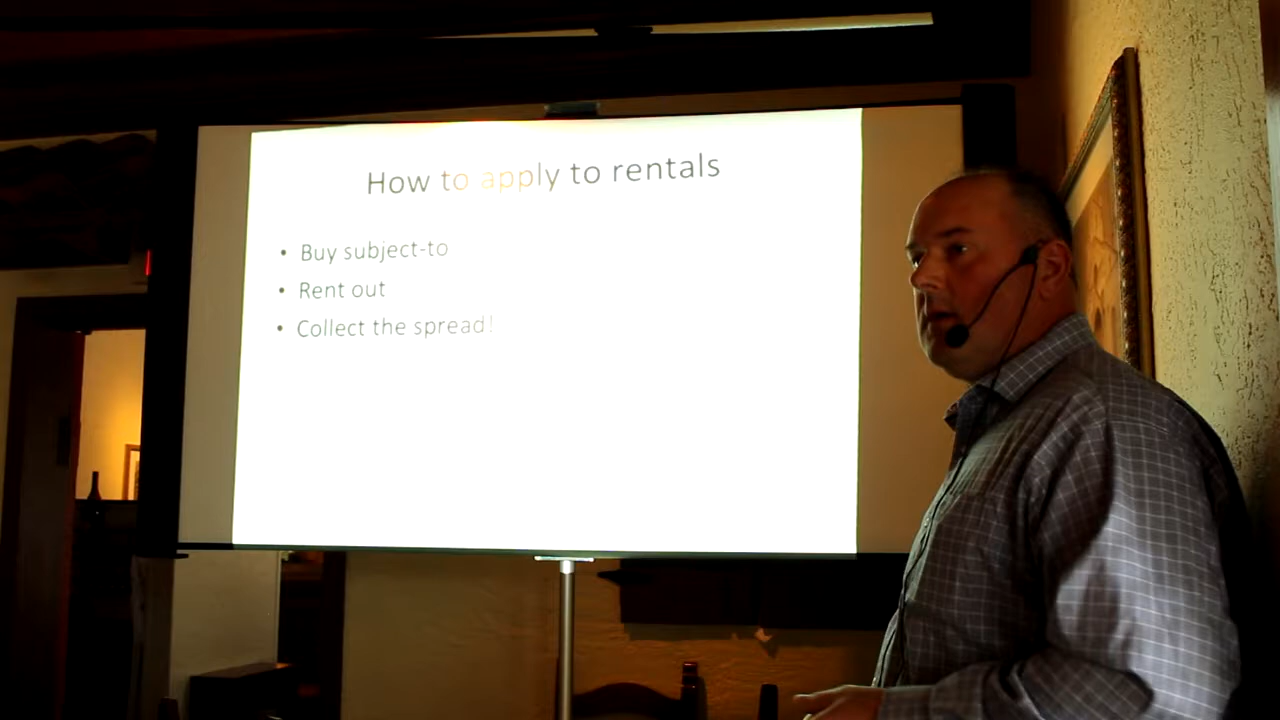 How to apply to rentals
• Buy subject-to
• Rent out
• Collect the spread!